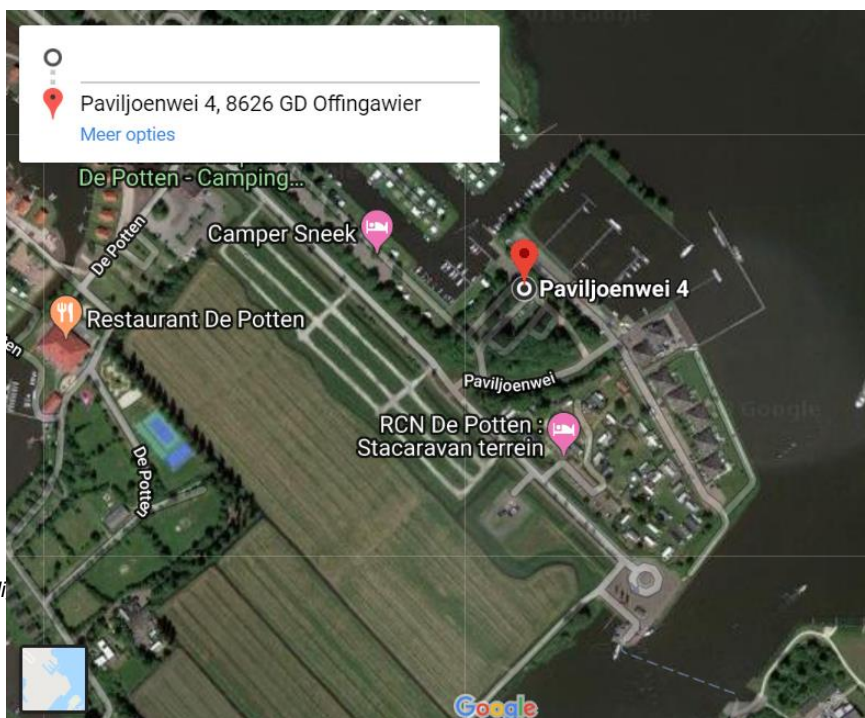 Paviljoenwei 4, 8626 GD Offingawier
Meer opties
De Potten - Camping...
De Potten
Camper Sneek
Paviljoenwei 4
Restaurant De Potten
Paviljoenwei
RCN De Potten :
Stacaravan terrein
De Potten
Google
Google
Google